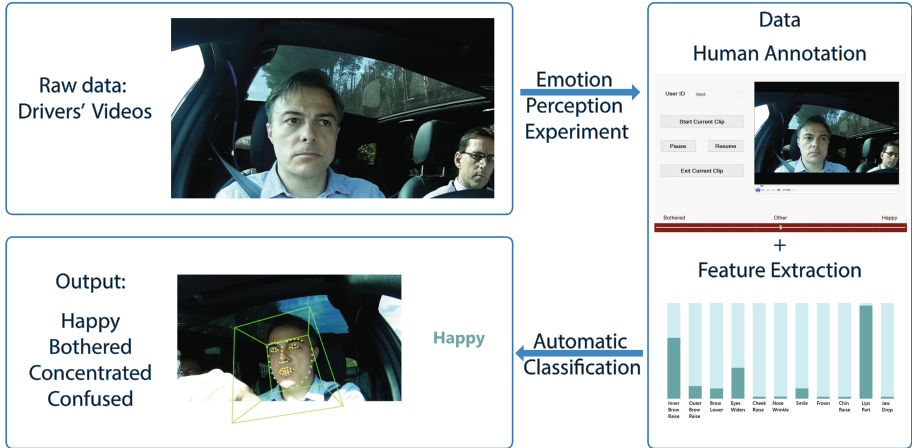 Raw data:
Drivers' Videos
Emotion
Perception
Experiment
Data
Human Annotation
User ID
test
Start Current Clip
Pause
Resume
Exit Current Clip
Bothered
Other
Happy
+
Feature Extraction
Inner Brow Raise
Outer Brow Raise
Brow Lower
Eyes Widen
Cheek Raise
Nose Wrinkle
Smile
Frown
Chin Raise
Lips Part
Jaw Drop
Automatic
Classification
Output:
Happy
Bothered
Concentrated
Confused
Happy